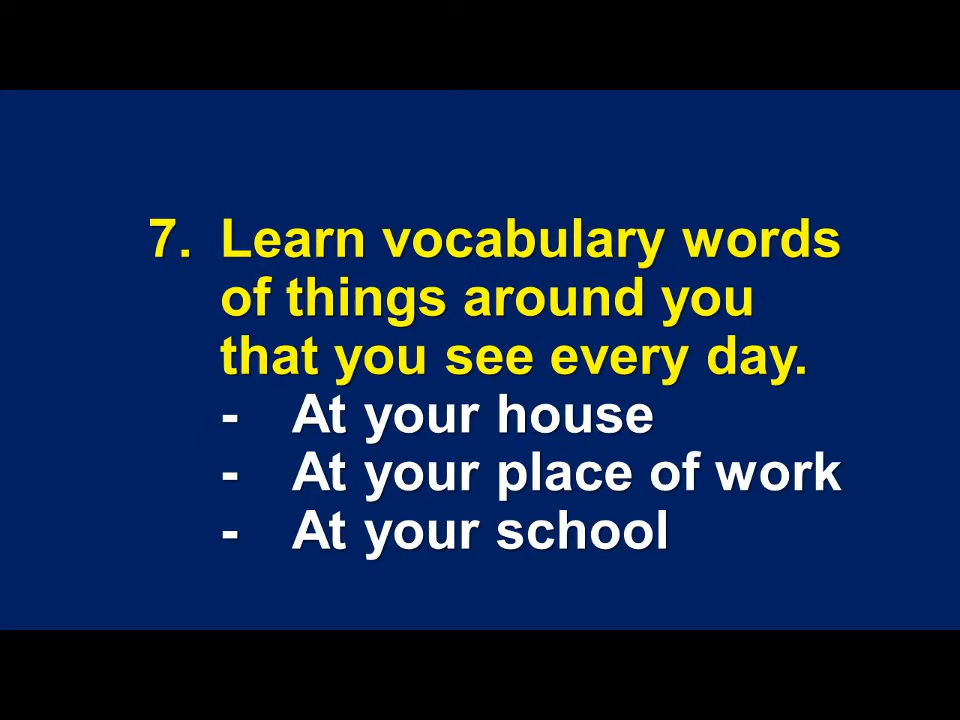 7. Learn vocabulary words
of things around you
that you see every day.
- At your house
- At your place of work
- At your school